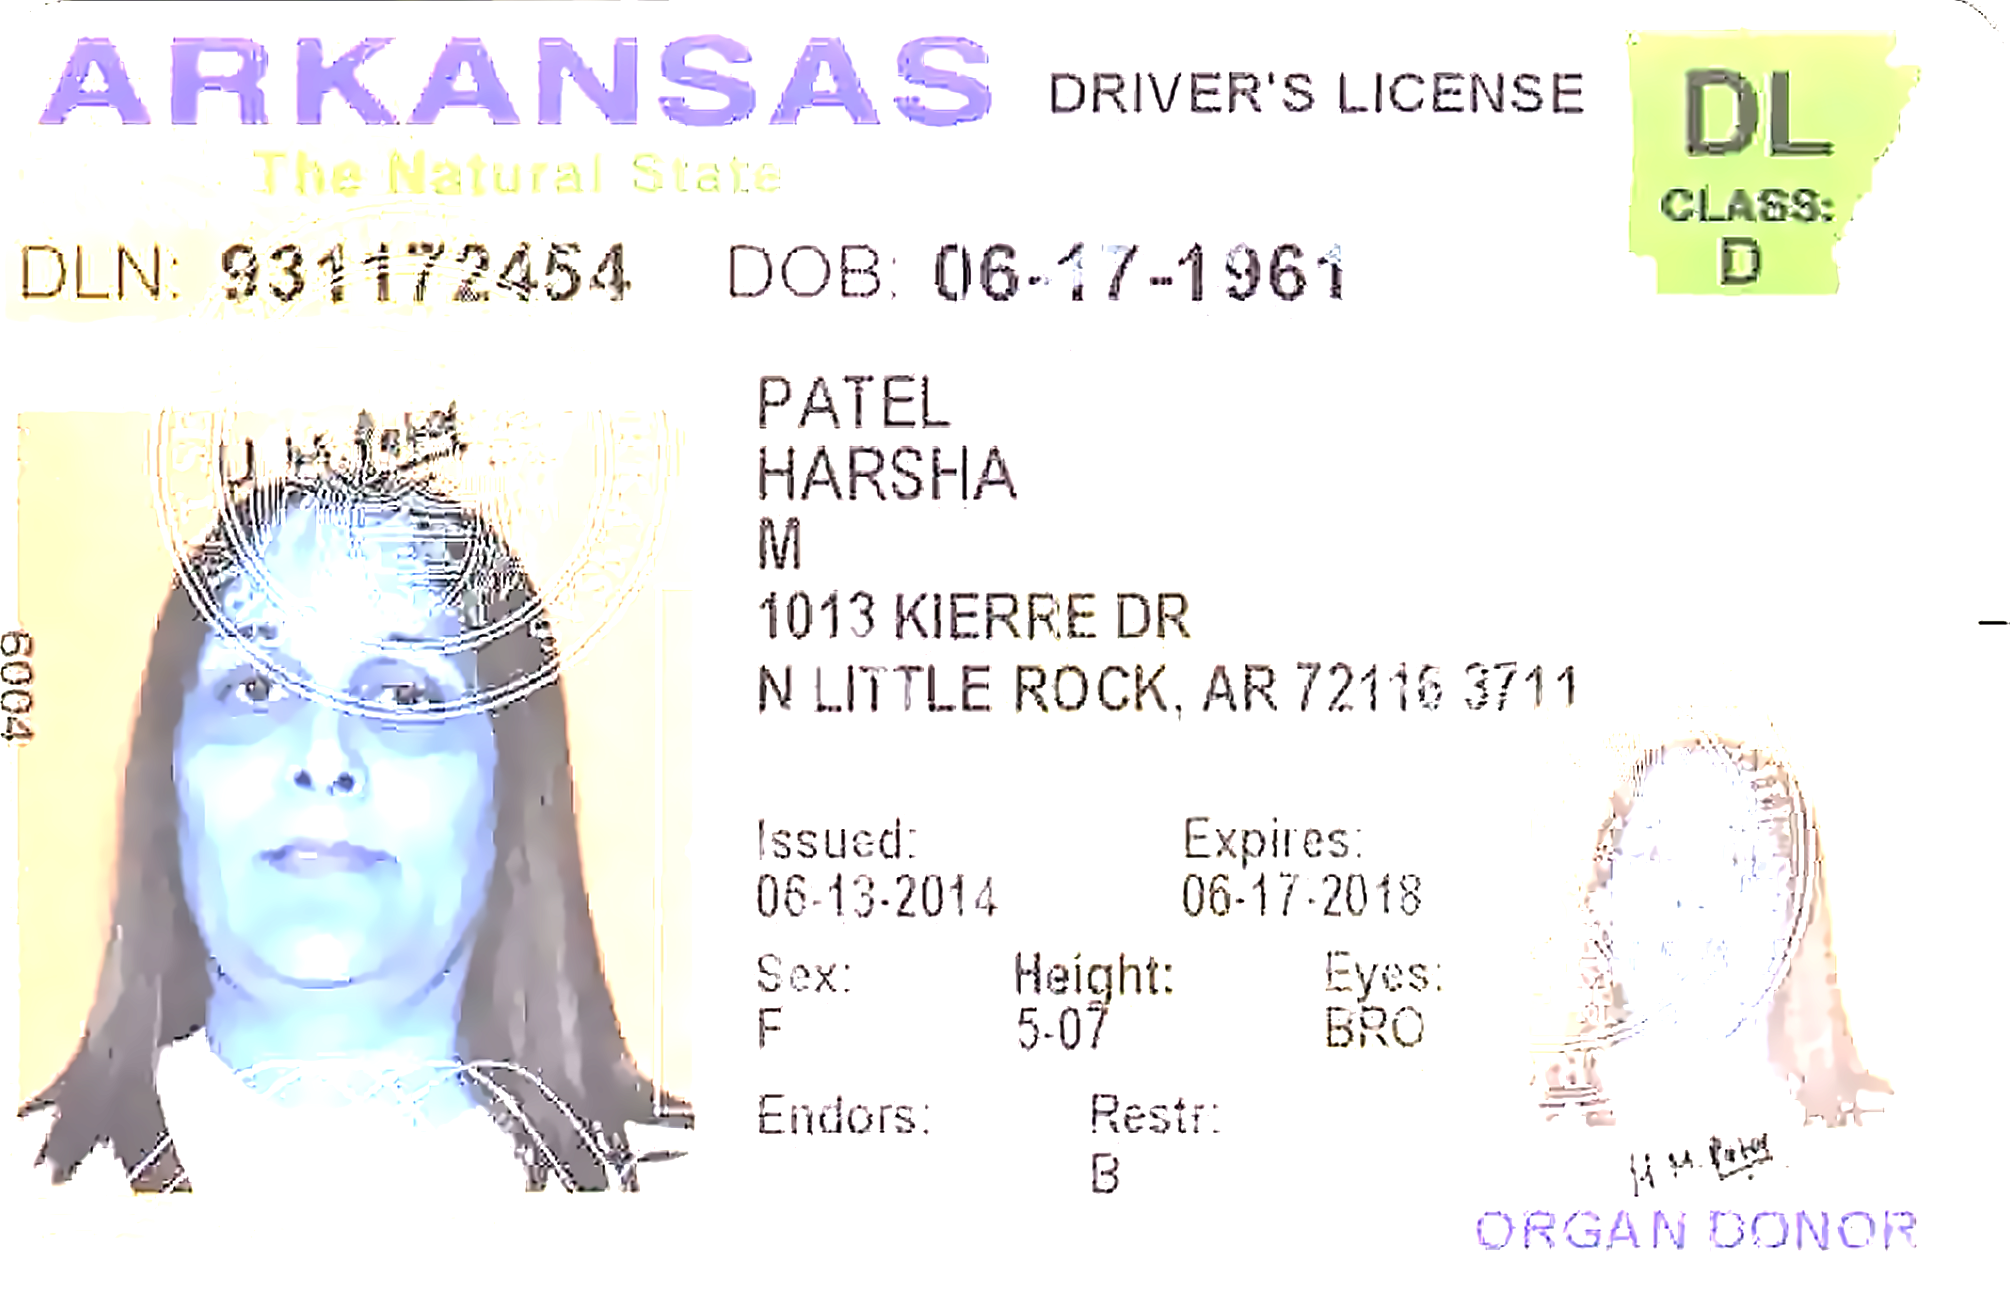 ARKANSAS DRIVER'S LICENSE
The Natural State
DL
CLASS:
D
DLN: 931172454 DOB: 06-17-1961
PATEL
HARSHA
M
1013 KIERRE DR
N LITTLE ROCK, AR 72116 3711
60004
Issued: Expires:
06-13-2014 06-17-2018
Sex: Height: Eyes:
F 5-07 BRO
Endors: Restr:
B
H M. Patel
ORGAN DONOR